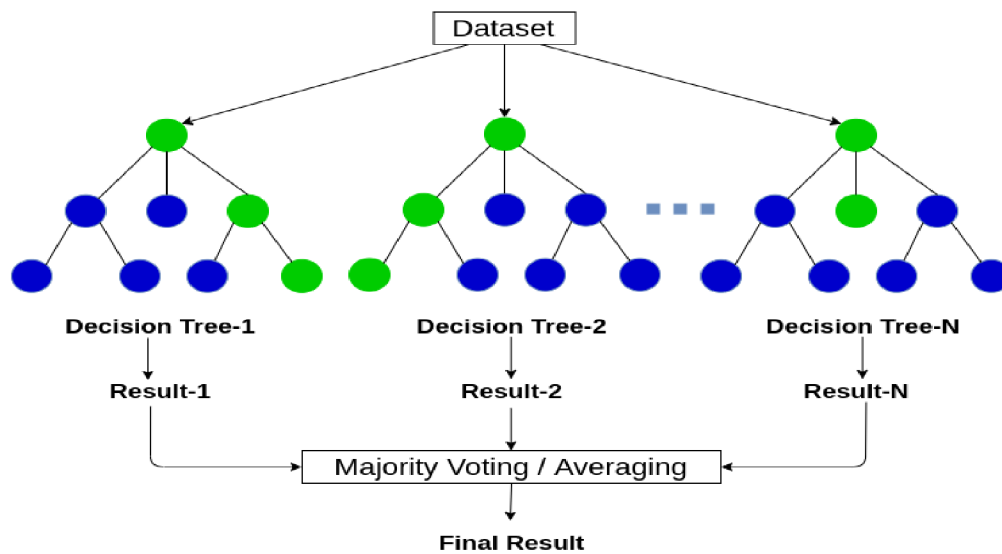 Dataset
Decision Tree-1
Decision Tree-2
Decision Tree-N
Result-1
Result-2
Result-N
Majority Voting / Averaging
Final Result